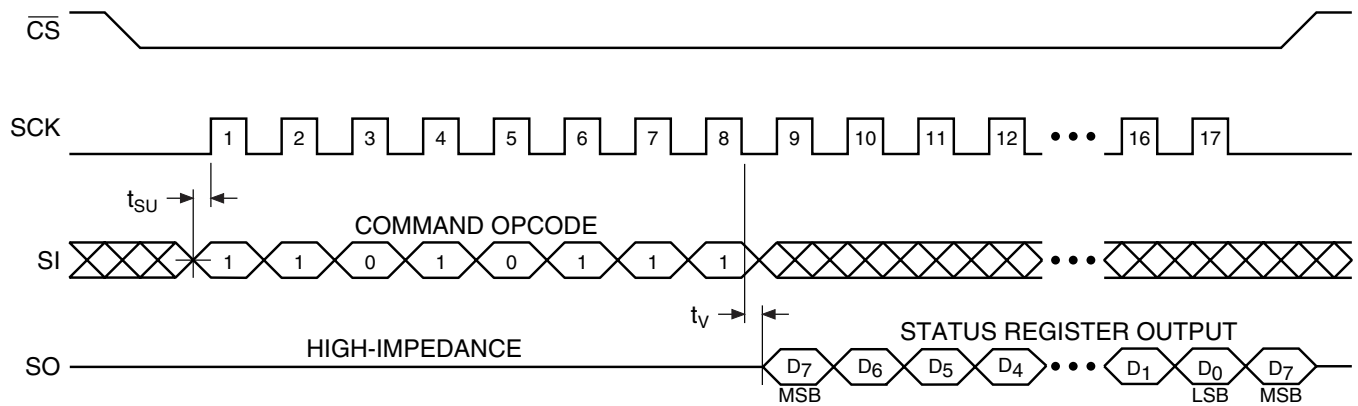 CS
SCK 1 2 3 4 5 6 7 8 9 10 11 12 ••• 16 17
tSU
COMMAND OPCODE
SI 1 1 0 1 0 1 1 1 •••
tV
HIGH-IMPEDANCE STATUS REGISTER OUTPUT
SO D7 D6 D5 D4 ••• D1 D0 D7
MSB LSB MSB